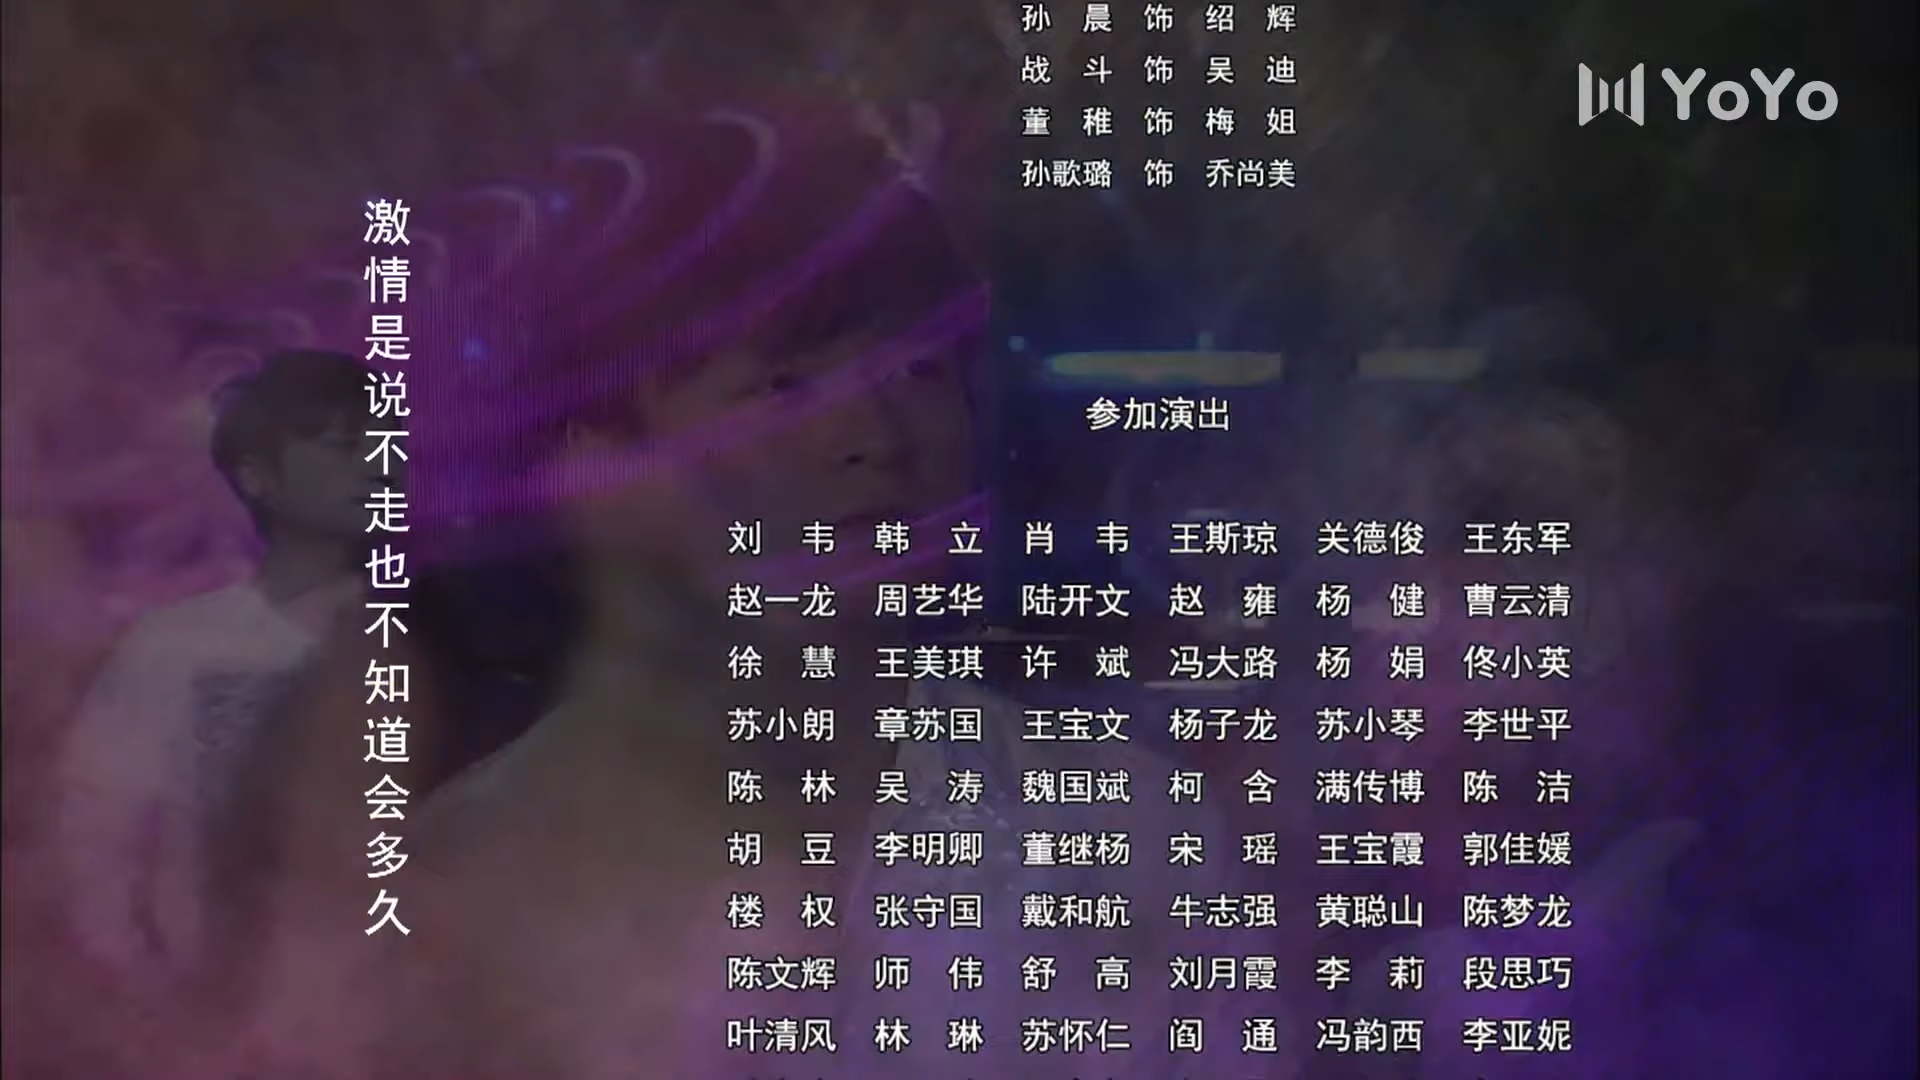 孙晨 饰 绍辉
战斗 饰 吴迪
董稚 饰 梅姐
孙歌璐 饰 乔尚美
YoYo
激情是说不走也不知道会多久
参加演出
刘韦 韩立 肖韦 王斯琼 关德俊 王东军
赵一龙 周艺华 陆开文 赵雍 杨健 曹云清
徐慧 王美琪 许斌 冯大路 杨娟 佟小英
苏小朗 章苏国 王宝文 杨子龙 苏小琴 李世平
陈林 吴涛 魏国斌 柯含 满传博 陈洁
胡豆 李明卿 董继杨 宋瑶 王宝霞 郭佳媛
楼权 张守国 戴和航 牛志强 黄聪山 陈梦龙
陈文辉 师伟 舒高 刘月霞 李莉 段思巧
叶清风 林琳 苏怀仁 阎通 冯韵西 李亚妮